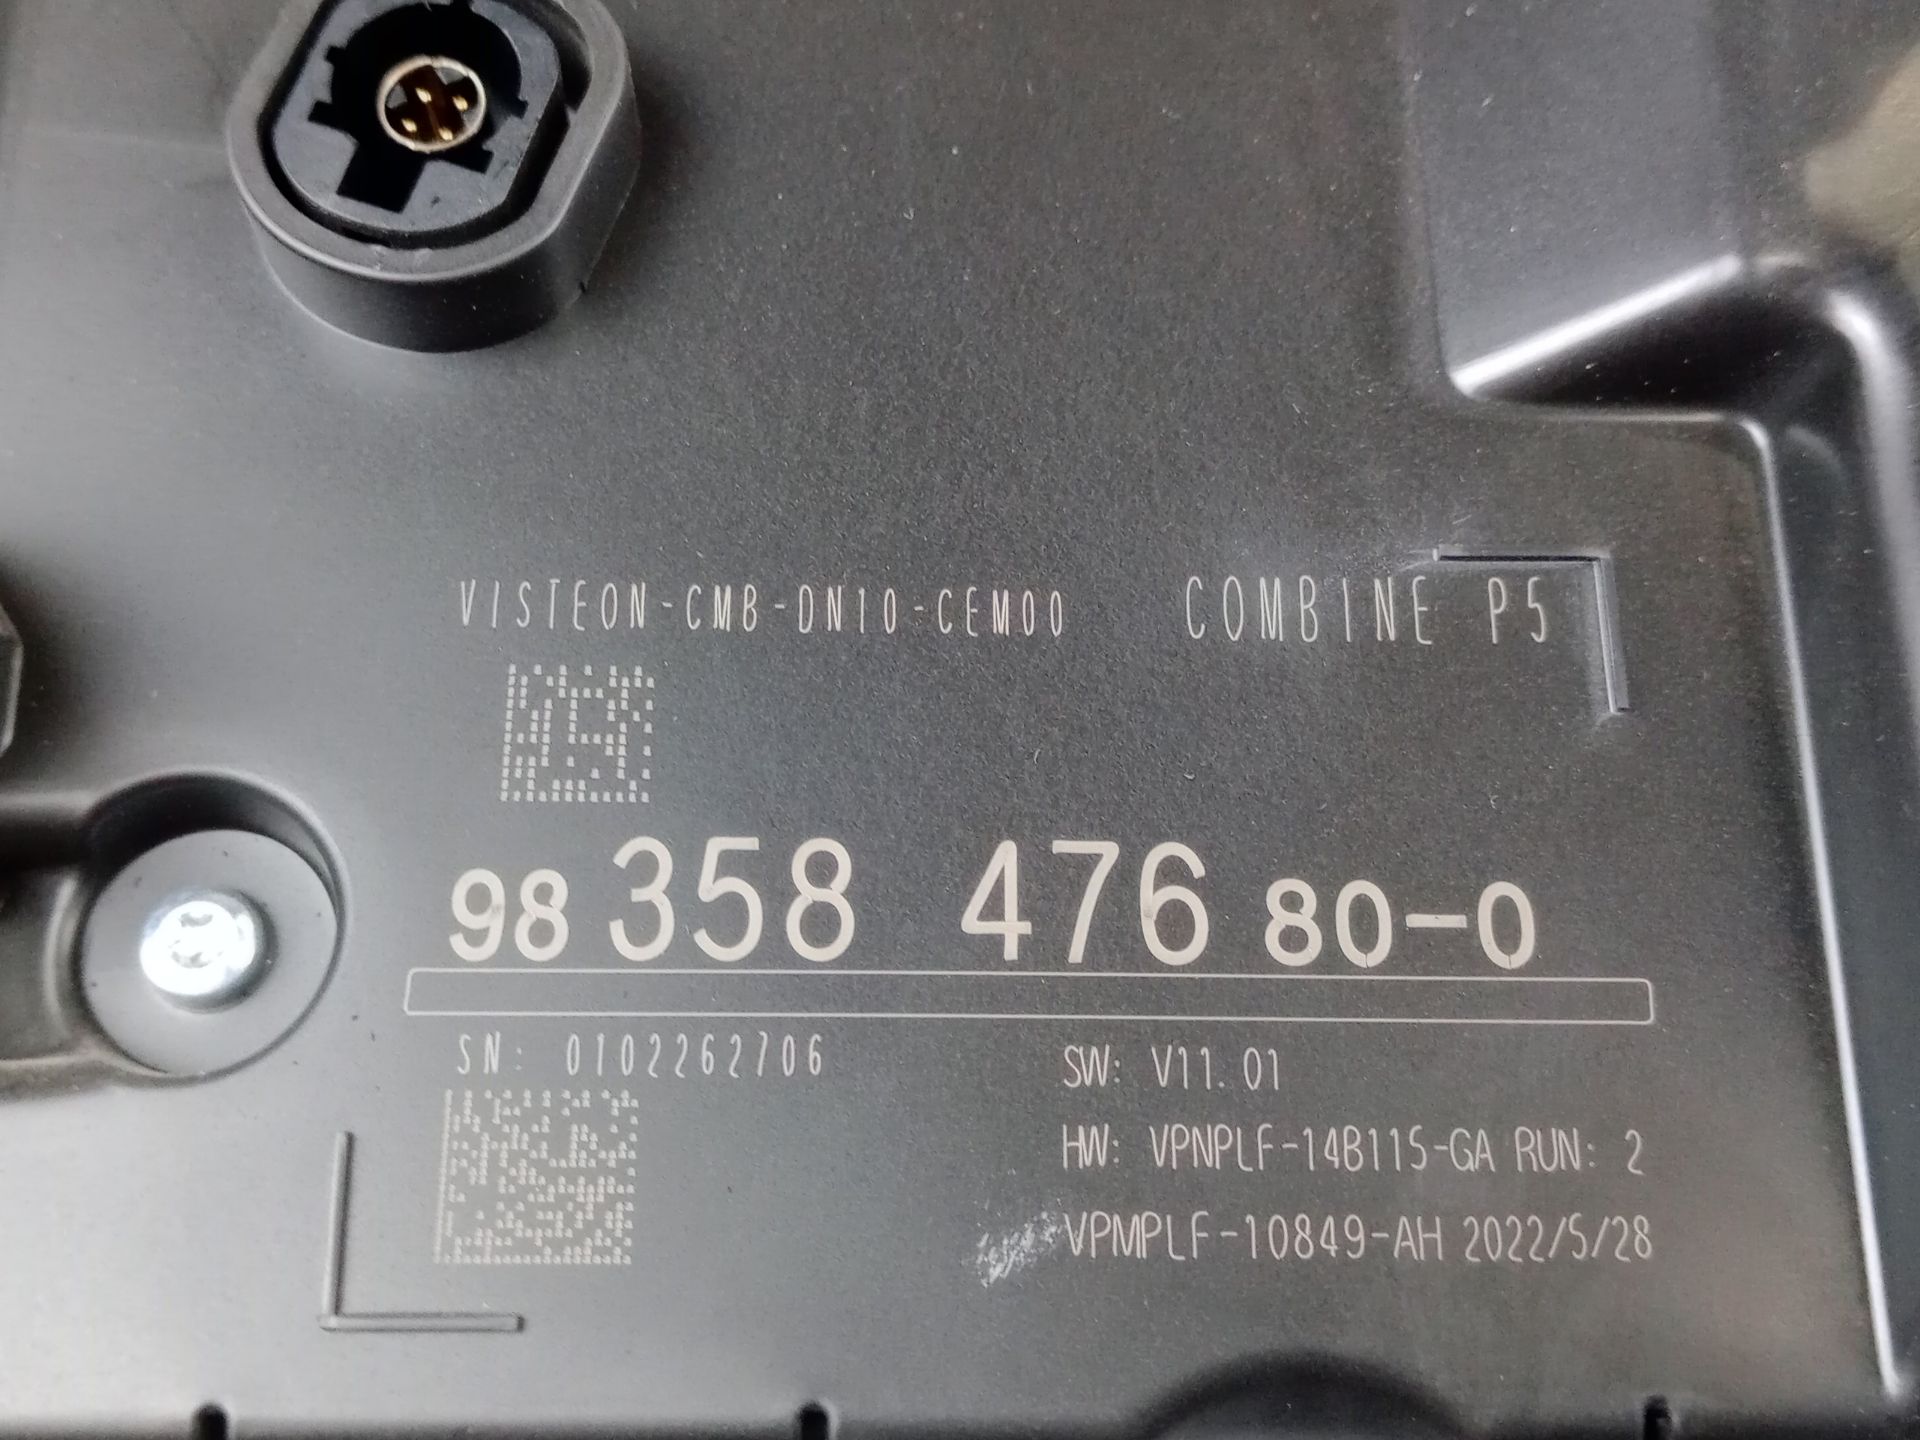 VISTEON-CMB-DN10-CEM00 COMBINE P5
98 358 476 80-0
SN: 0102262706
SW: V11.01
HW: VPNPLF-14B115-GA RUN: 2
VPMPLF-10849-AH 2022/5/28